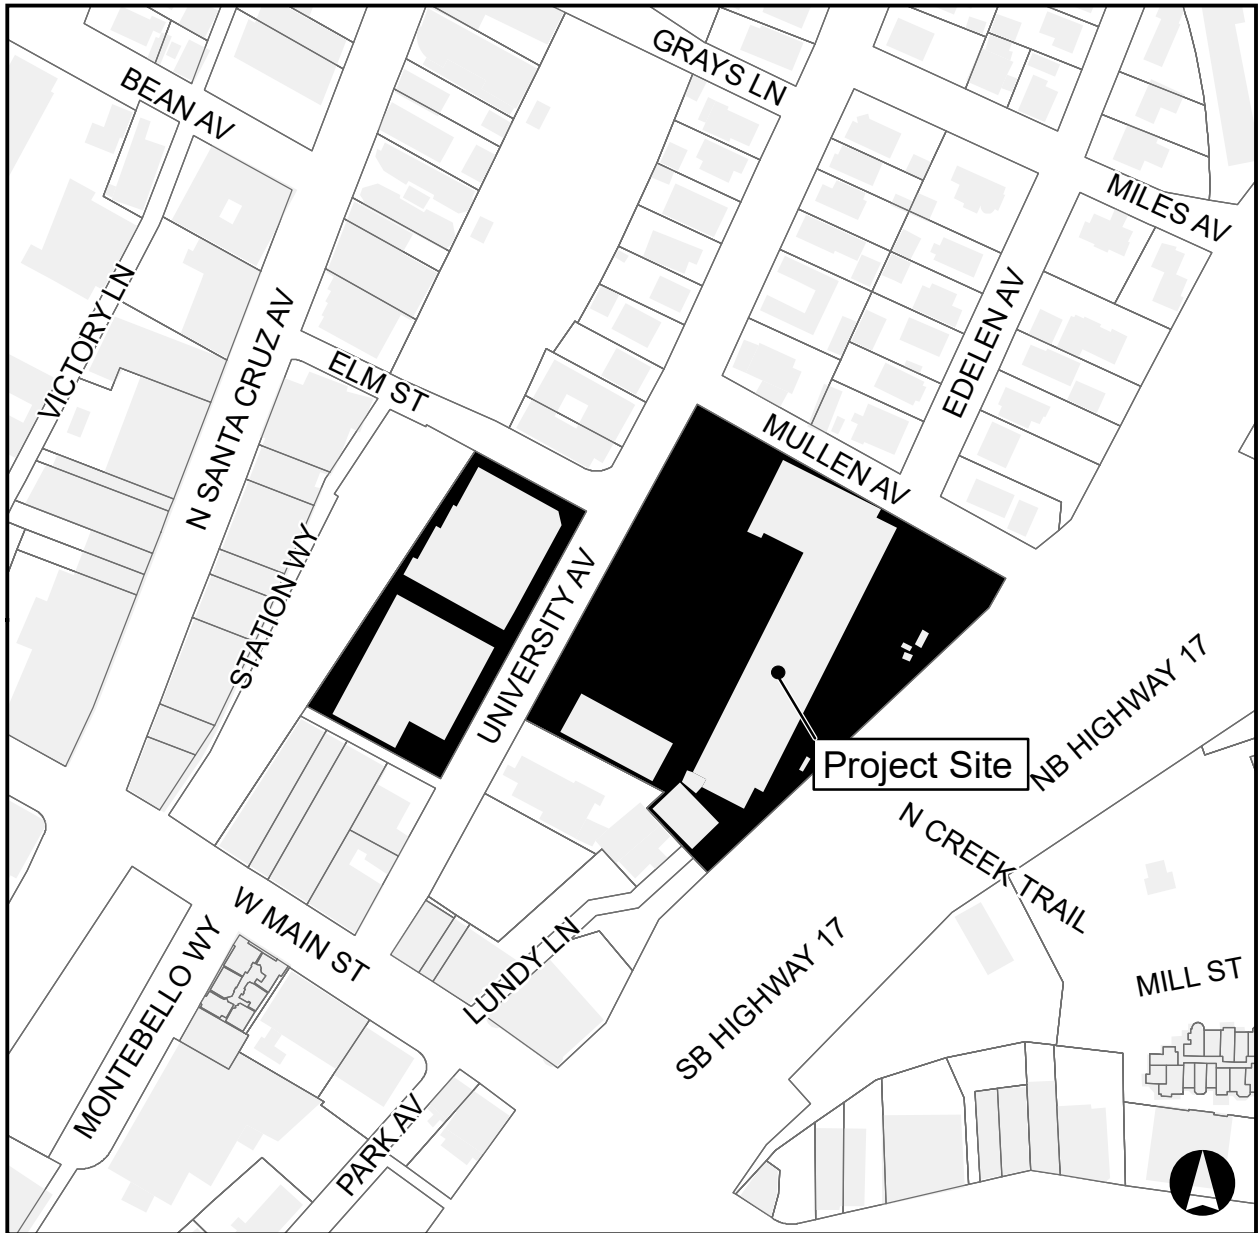 GRAYS LN
BEAN AV
MILES AV
VICTORY LN
N SANTA CRUZ AV
EDELEN AV
ELM ST
MULLEN AV
STATION WY
UNIVERSITY AV
Project Site
NB HIGHWAY 17
N CREEK TRAIL
W MAIN ST
MONTEBELLO WY
LUNDY LN
SB HIGHWAY 17
MILL ST
PARK AV